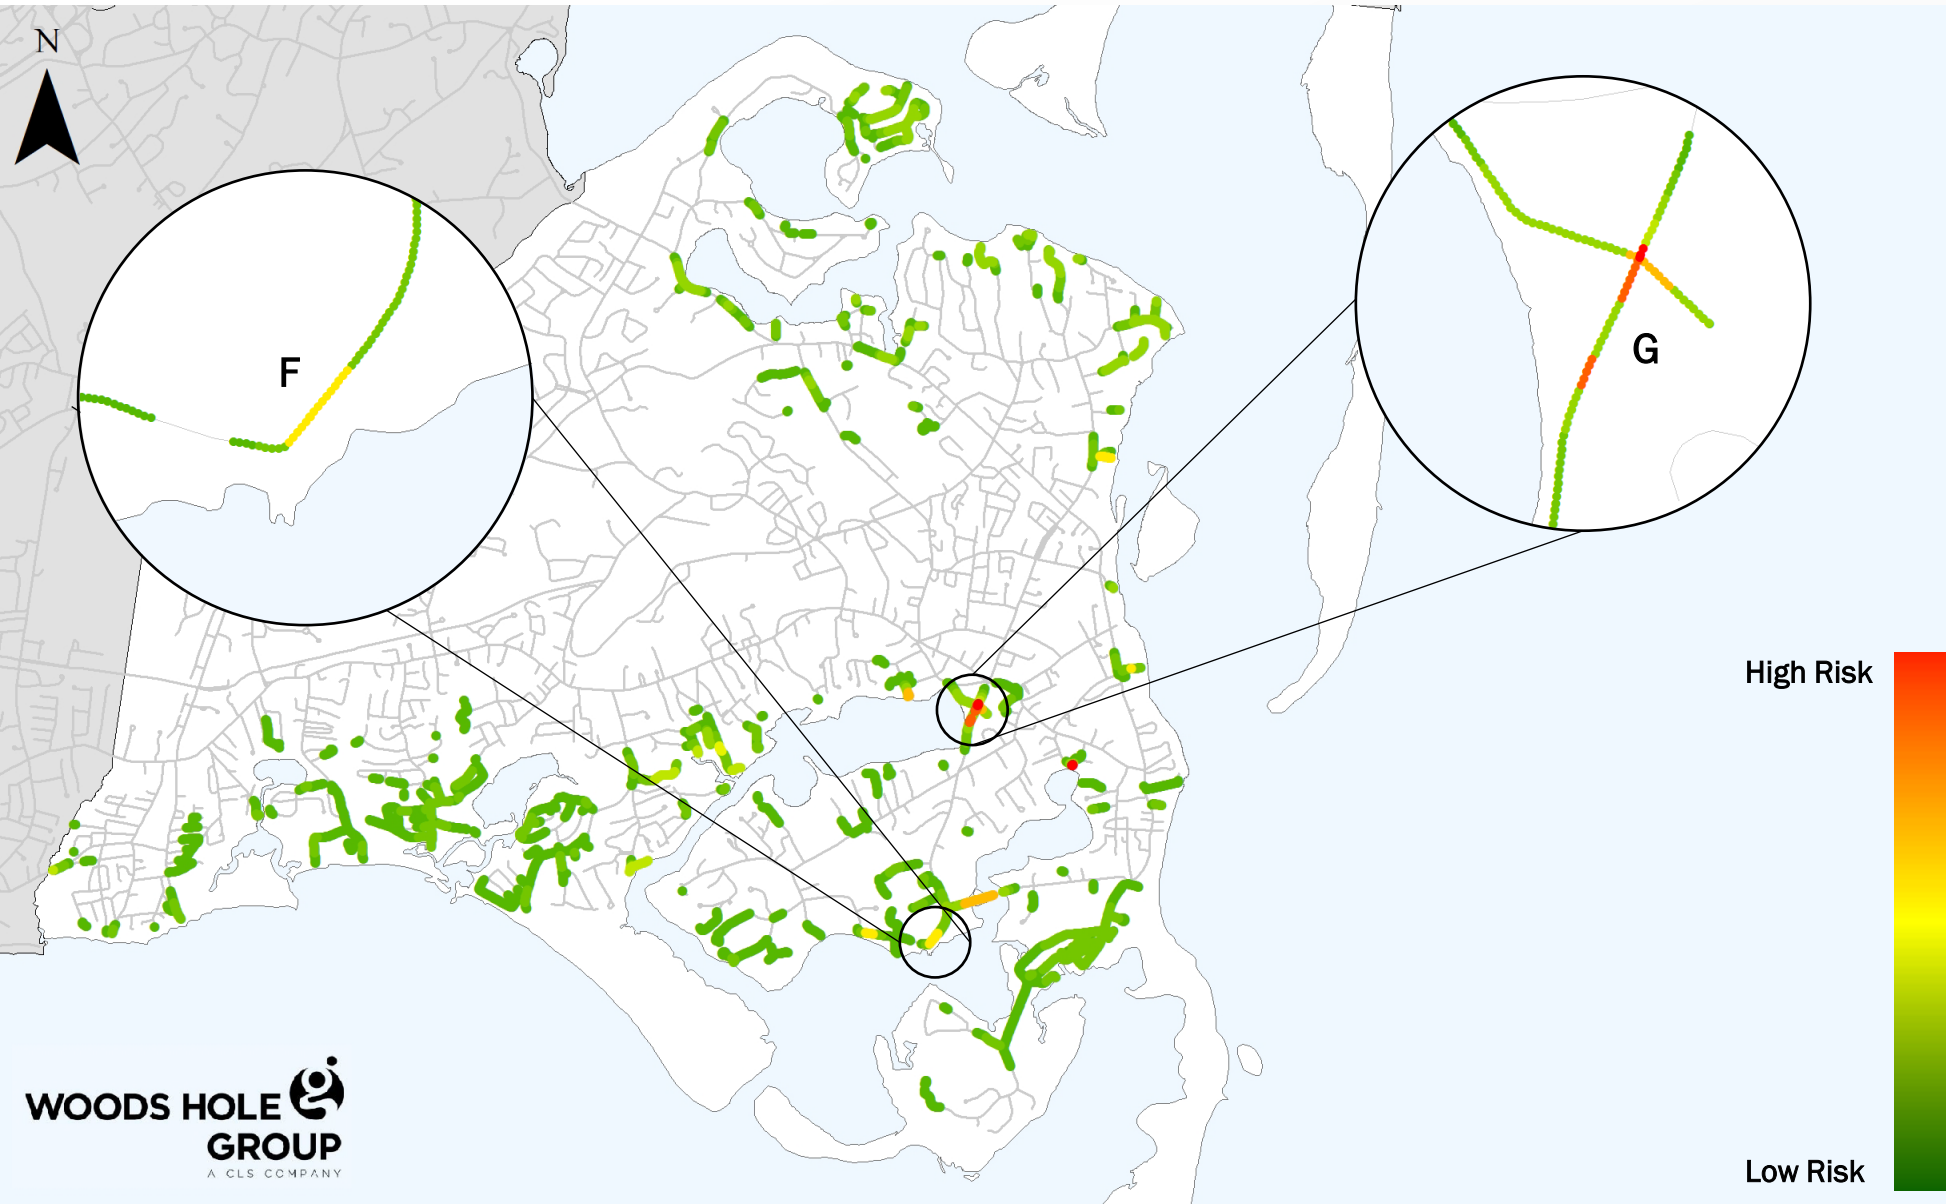 N
F
G
High Risk
Low Risk
WOODS HOLE
GROUP
A CLS COMPANY